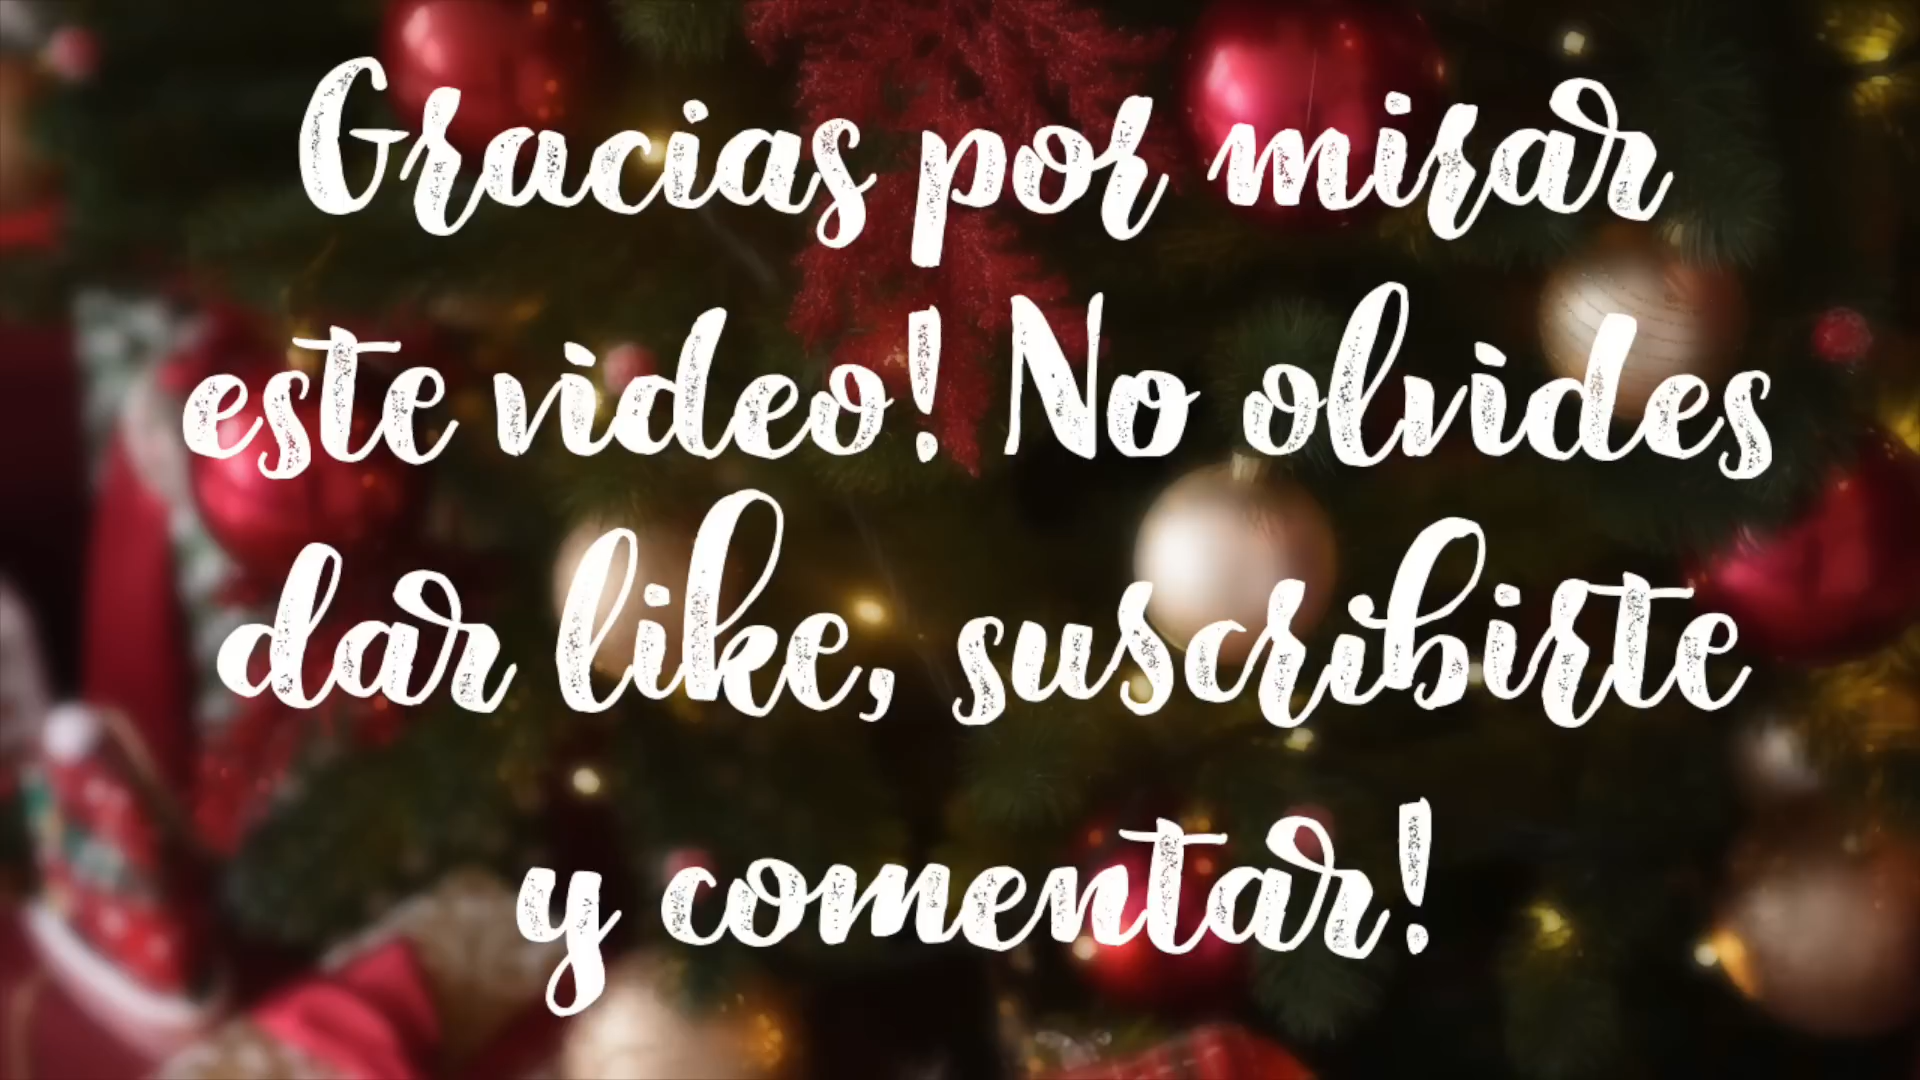 Gracias por mirar
este video! No olvides
dar like, suscribirte
y comentar!